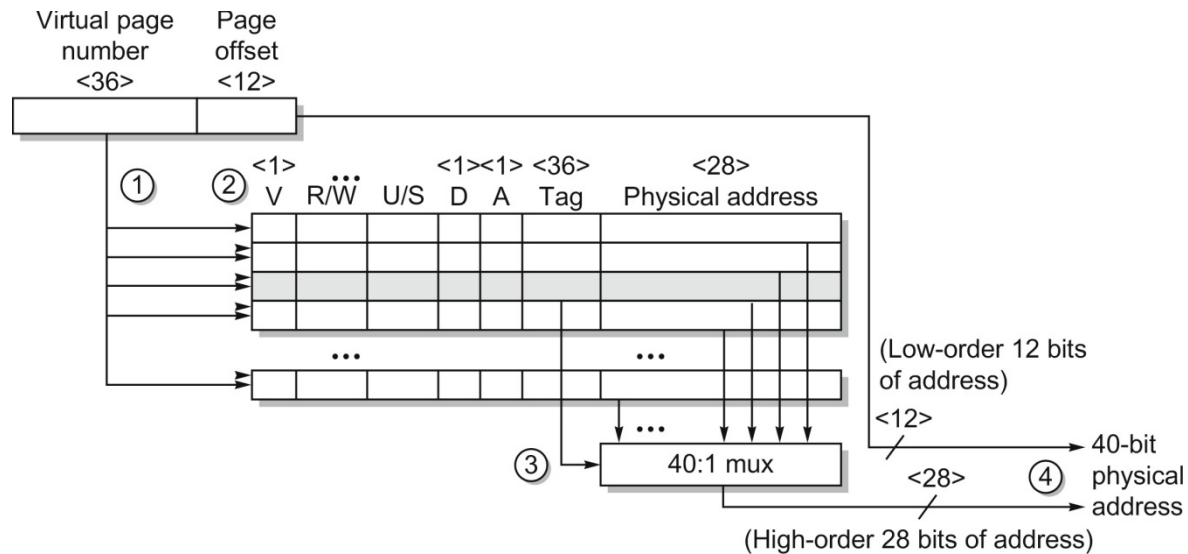 Virtual page
number
<36>
Page
offset
<12>
① ②
<1> ... <1> <1> <36> <28>
V R/W U/S D A Tag Physical address
... ...
(Low-order 12 bits
of address)
<12>
...
③ 40:1 mux
<28> ④
40-bit
physical
address
(High-order 28 bits of address)